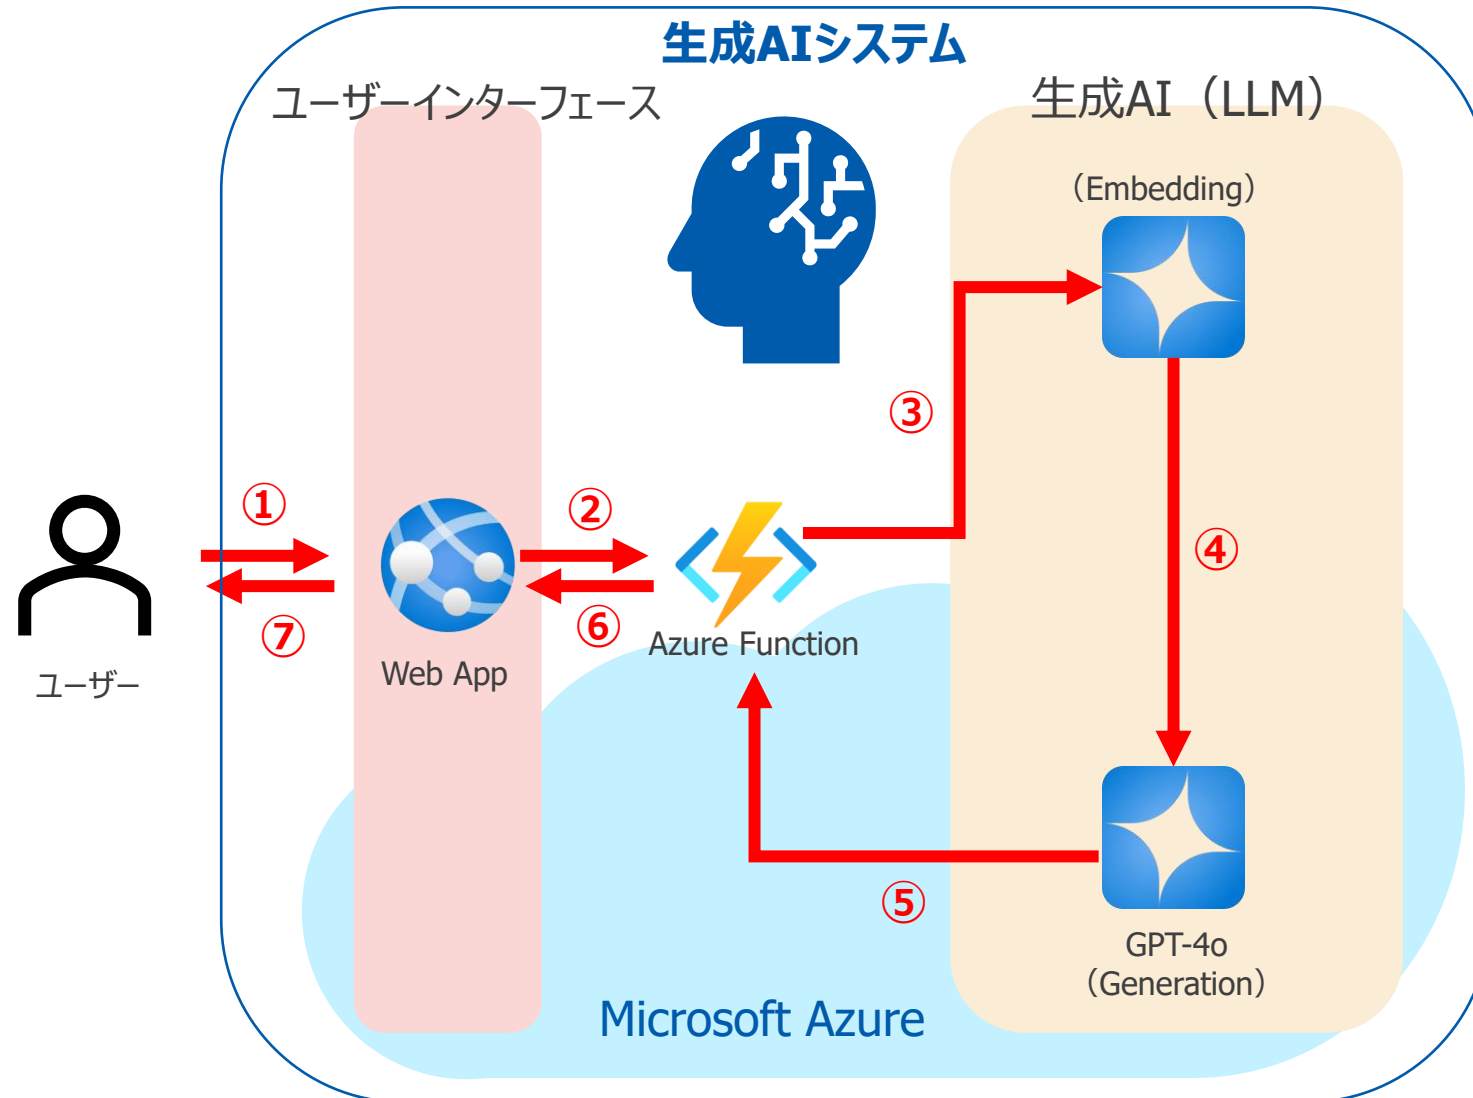 生成AIシステム
ユーザーインターフェース
生成AI（LLM）
（Embedding）
③
①
②
④
⑦
⑥
Azure Function
Web App
ユーザー
⑤
GPT-4o
（Generation）
Microsoft Azure